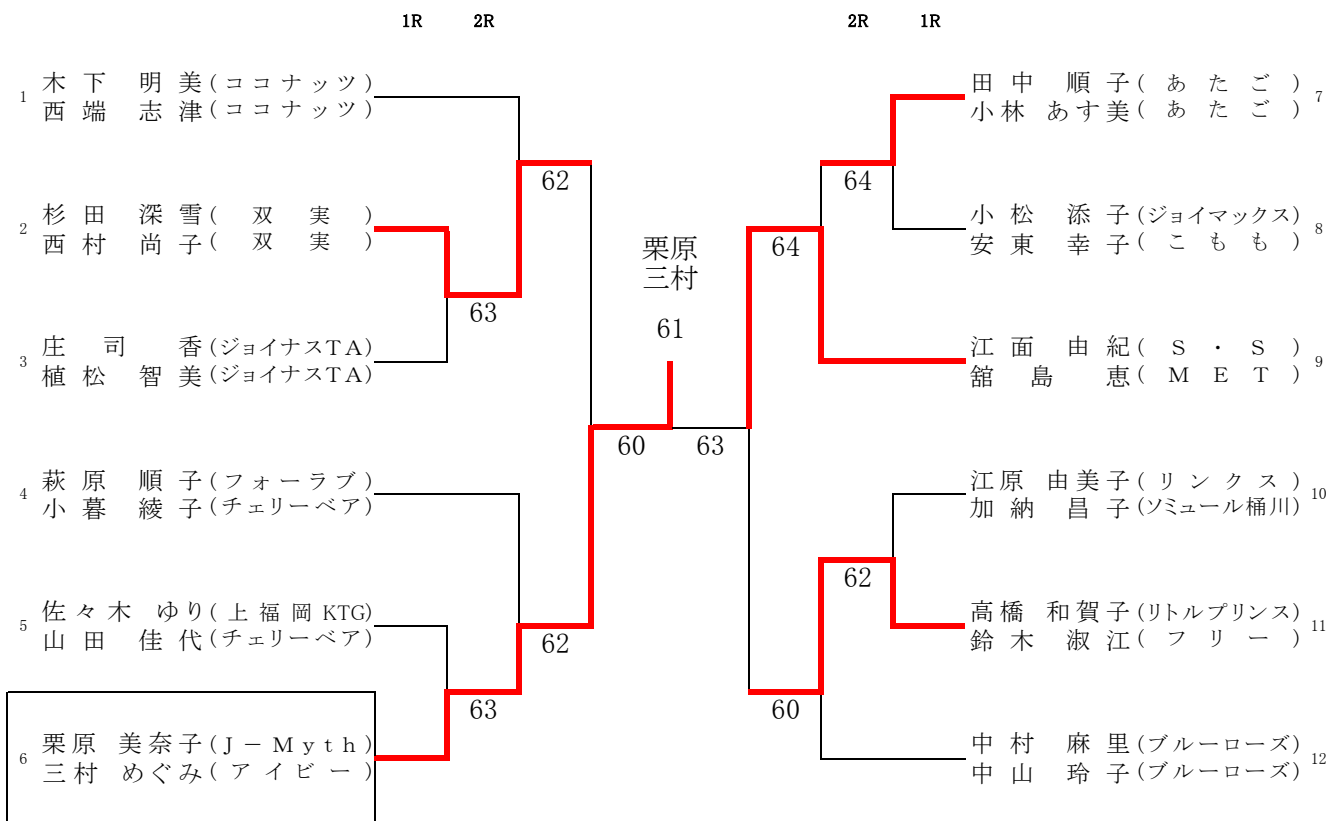 1R 2R 2R 1R
1 木下 明美(ココナッツ)
西端 志津(ココナッツ)
62
2 杉田 深雪(双実)
西村 尚子(双実)
63
3 庄司 香(ジョイナスTA)
植松 智美(ジョイナスTA)
60
4 萩原 順子(フォーラブ)
小暮 綾子(チェリーベア)
62
5 佐々木 ゆり(上福岡KTG)
山田 佳代(チェリーベア)
63
6 栗原 美奈子(J-Myth)
三村 めぐみ(アイビー)
栗原
三村
61
田中 順子(あたご) 7
小林 あす美(あたご)
64
小松 添子(ジョイマックス) 8
安東 幸子(こもも)
64
江面 由紀(S・S) 9
舘島 恵(MET)
63
江原 由美子(リンクス) 10
加納 昌子(ソミュール桶川)
62
高橋 和賀子(リトルプリンス) 11
鈴木 淑江(フリー)
60
中村 麻里(ブルーローズ) 12
中山 玲子(ブルーローズ)